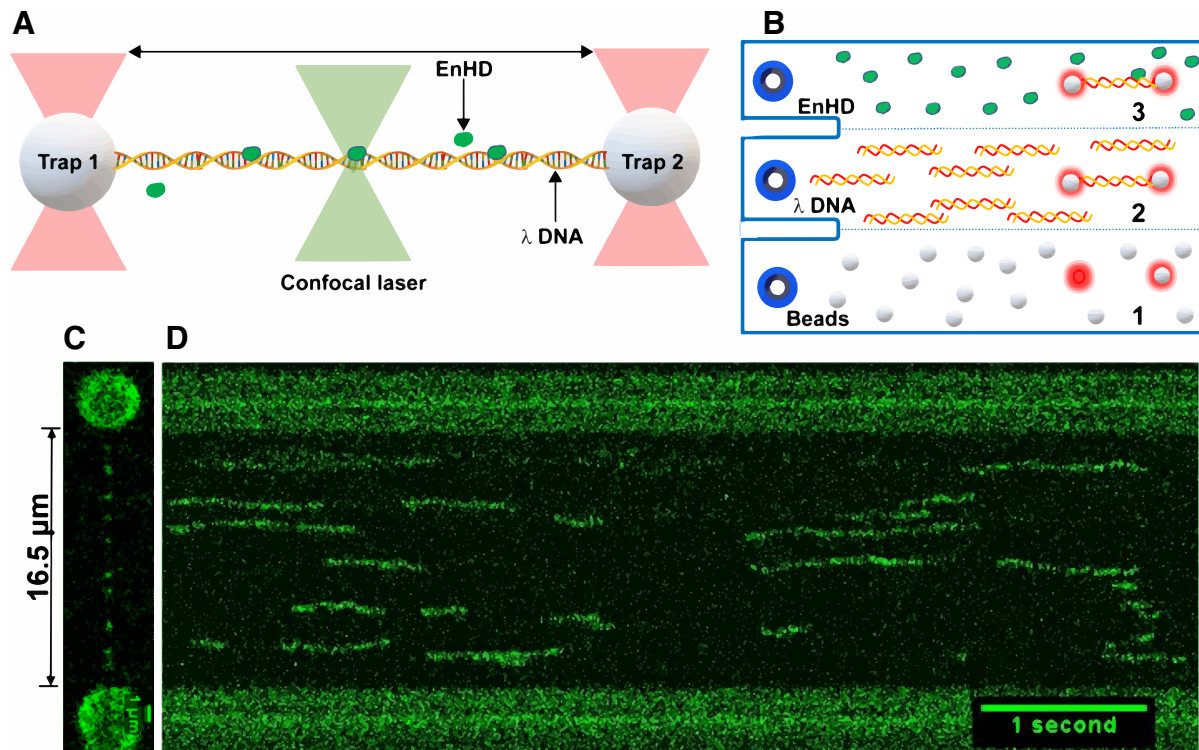 A
EnHD
Trap 1
Trap 2
λ DNA
Confocal laser
B
EnHD
3
λ DNA
2
Beads
1
C
D
16.5 µm
1 µm
1 second